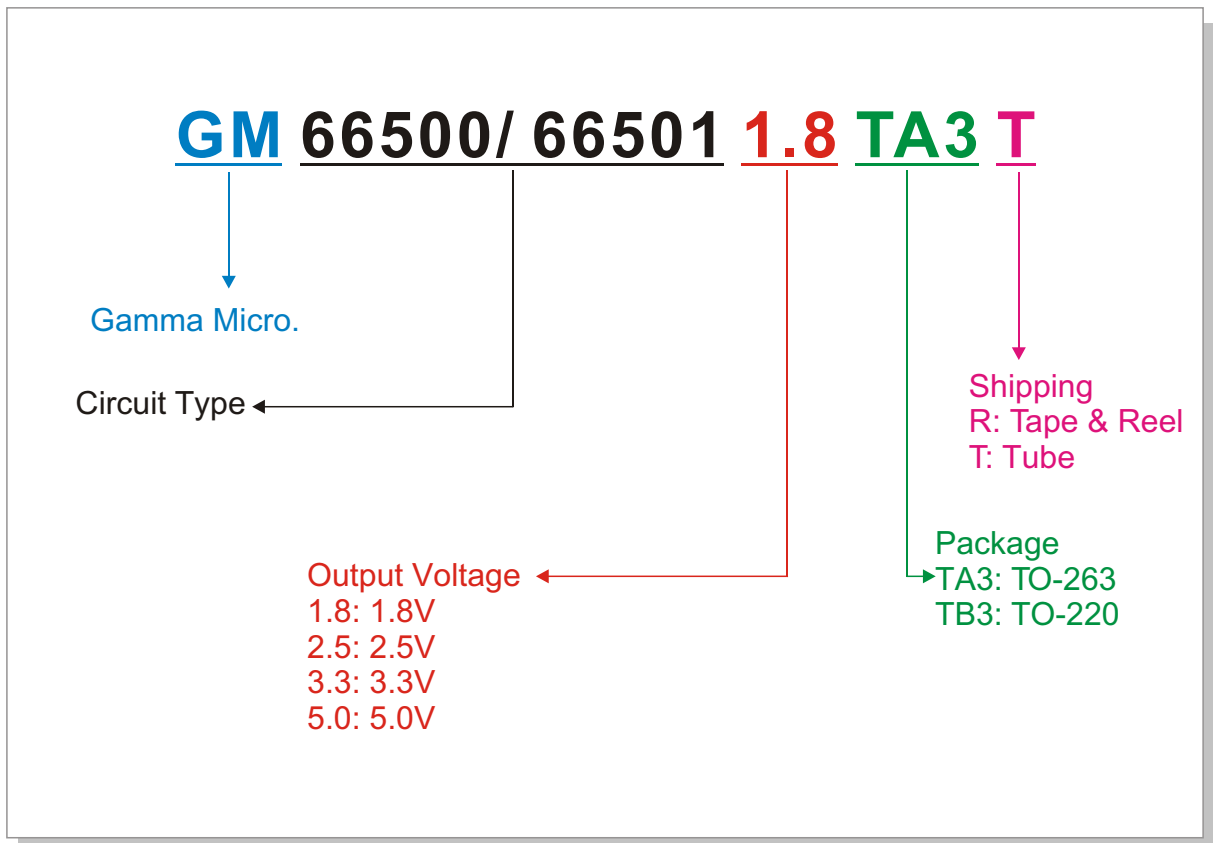 GM 66500/ 66501 1.8 TA3 T
Gamma Micro.
Circuit Type
Shipping
R: Tape & Reel
T: Tube
Package
TA3: TO-263
TB3: TO-220
Output Voltage
1.8: 1.8V
2.5: 2.5V
3.3: 3.3V
5.0: 5.0V